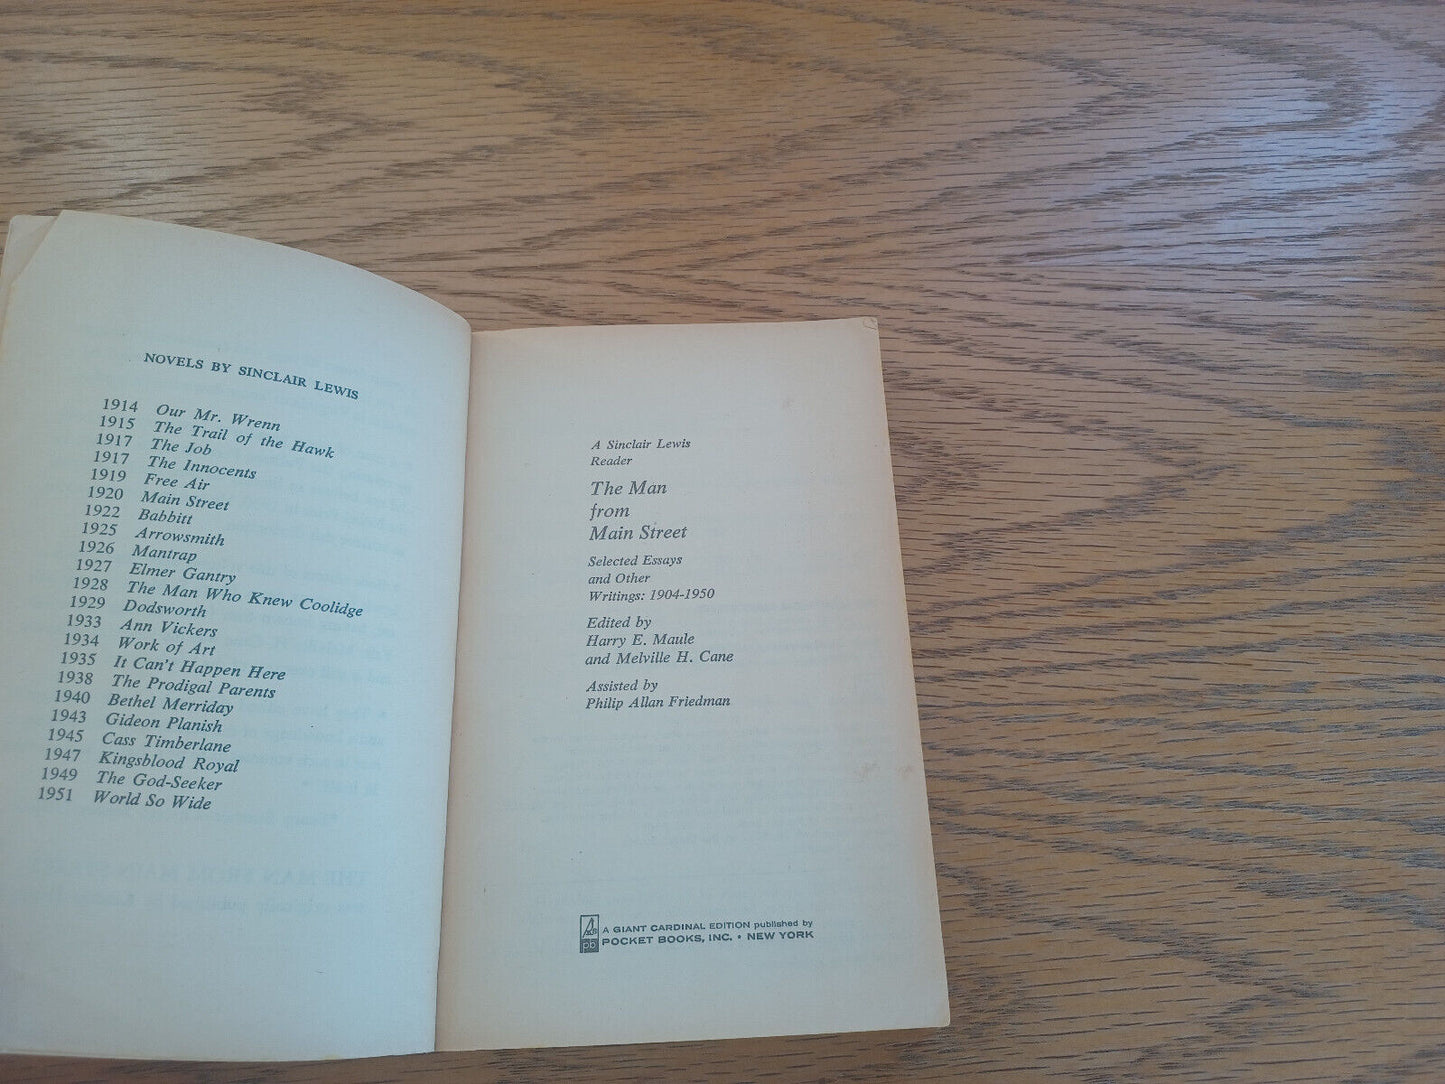 NOVELS BY SINCLAIR LEWIS
1914 Our Mr. Wrenn
1915 The Trail of the Hawk
1917 The Job
1917 The Innocents
1919 Free Air
1920 Main Street
1922 Babbitt
1925 Arrowsmith
1926 Mantrap
1927 Elmer Gantry
1928 The Man Who Knew Coolidge
1929 Dodsworth
1933 Ann Vickers
1934 Work of Art
1935 It Can't Happen Here
1938 The Prodigal Parents
1940 Bethel Merriday
1943 Gideon Planish
1945 Cass Timberlane
1947 Kingsblood Royal
1949 The God-Seeker
1951 World So Wide
A Sinclair Lewis
Reader
The Man
from
Main Street
Selected Essays
and Other
Writings: 1904-1950
Edited by
Harry E. Maule
and Melville H. Cane
Assisted by
Philip Allan Friedman
pb
A GIANT CARDINAL EDITION published by
POCKET BOOKS, INC. • NEW YORK